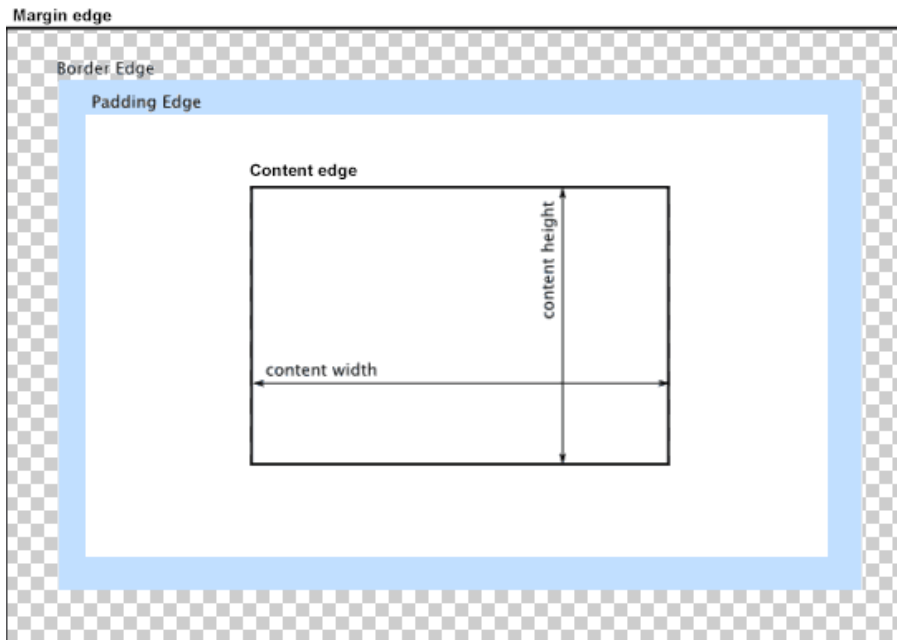 Margin edge
Border Edge
Padding Edge
Content edge
content height
content width